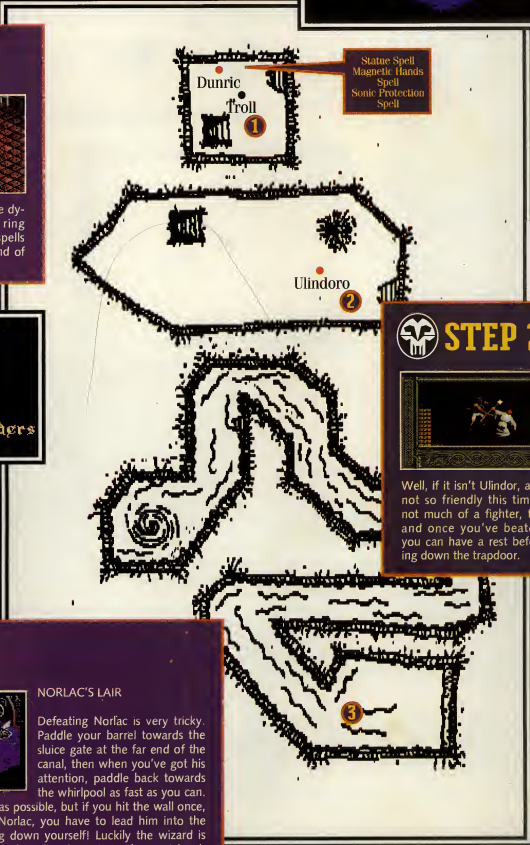 Statue Spell
Magnetic Hands
Spell
Sonic Protection
Spell
Dunric
Troll
1
e dy-
ring
spells
nd of
Ulindoro
2
ders
STEP 2
Well, if it isn't Ulindor, a
not so friendly this tim
not much of a fighter, t
and once you've beat
you can have a rest bef
ing down the trapdoor.
3
NORLAC'S LAIR
Defeating Norlac is very tricky.
Paddle your barrel towards the
sluice gate at the far end of the
canal, then when you've got his
attention, paddle back towards
the whirlpool as fast as you can.
as possible, but if you hit the wall once,
Norlac, you have to lead him into the
g down yourself! Luckily the wizard is